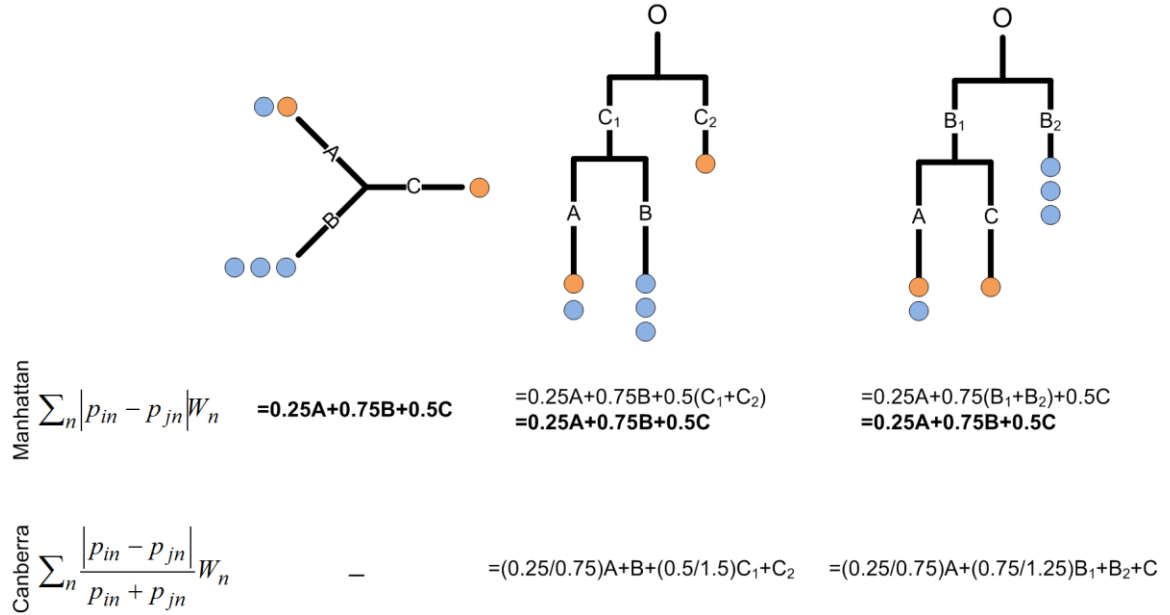 O
C₁
C₂
A
B
A
C
B
O
B₁
B₂
A
C
Manhattan
∑ₙ|pᵢₙ − pⱼₙ|Wₙ
=0.25A+0.75B+0.5C
=0.25A+0.75B+0.5(C₁+C₂)
=0.25A+0.75B+0.5C
=0.25A+0.75(B₁+B₂)+0.5C
=0.25A+0.75B+0.5C
Canberra
∑ₙ |pᵢₙ − pⱼₙ| / (pᵢₙ + pⱼₙ) Wₙ
–
=(0.25/0.75)A+B+(0.5/1.5)C₁+C₂
=(0.25/0.75)A+(0.75/1.25)B₁+B₂+C